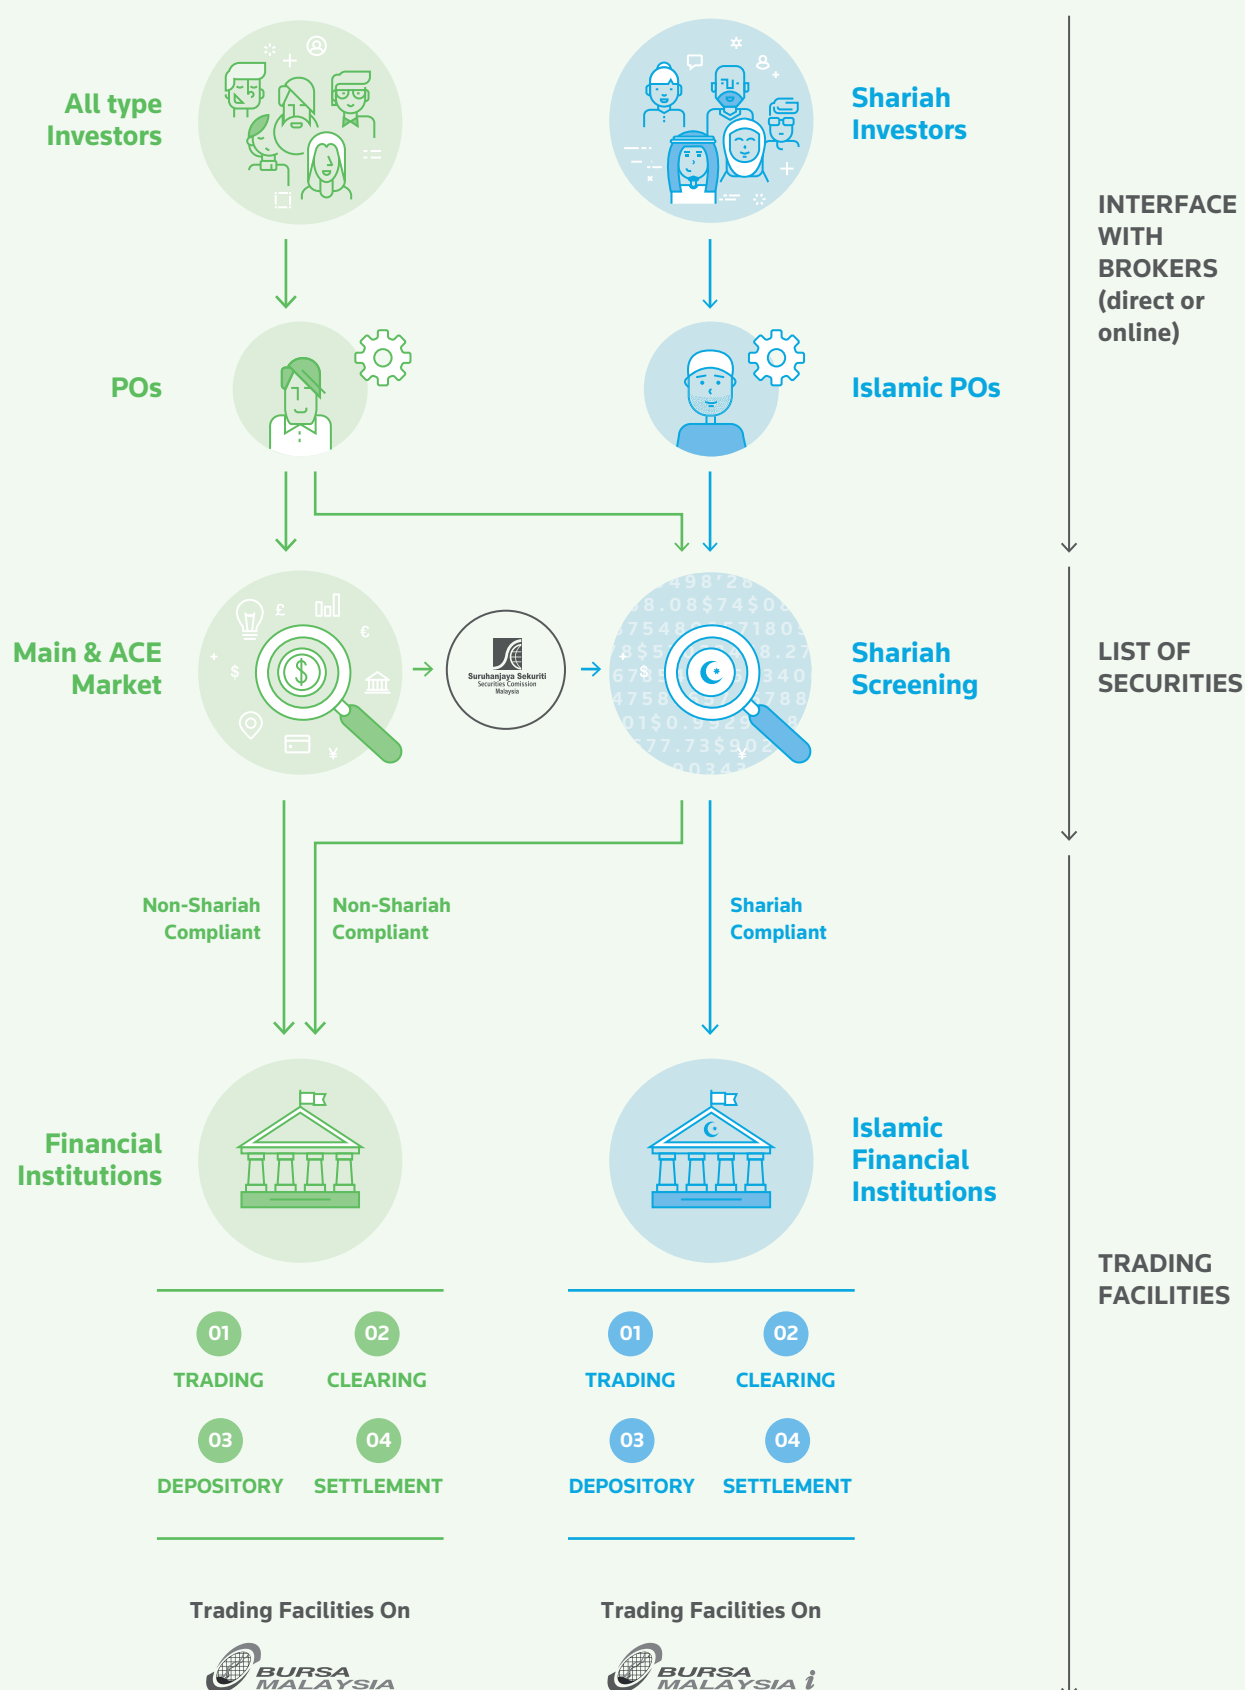 All type
Investors
Shariah
Investors
INTERFACE
WITH
BROKERS
(direct or
online)
POs
Islamic POs
Main & ACE
Market
£
€
$
$
¥
Suruhanjaya Sekuriti
Securities Comission
Malaysia
$
¥
Shariah
Screening
LIST OF
SECURITIES
Non-Shariah
Compliant
Non-Shariah
Compliant
Shariah
Compliant
Financial
Institutions
Islamic
Financial
Institutions
TRADING
FACILITIES
01
TRADING
02
CLEARING
03
DEPOSITORY
04
SETTLEMENT
01
TRADING
02
CLEARING
03
DEPOSITORY
04
SETTLEMENT
Trading Facilities On
BURSA
MALAYSIA
Trading Facilities On
BURSA
MALAYSIA i